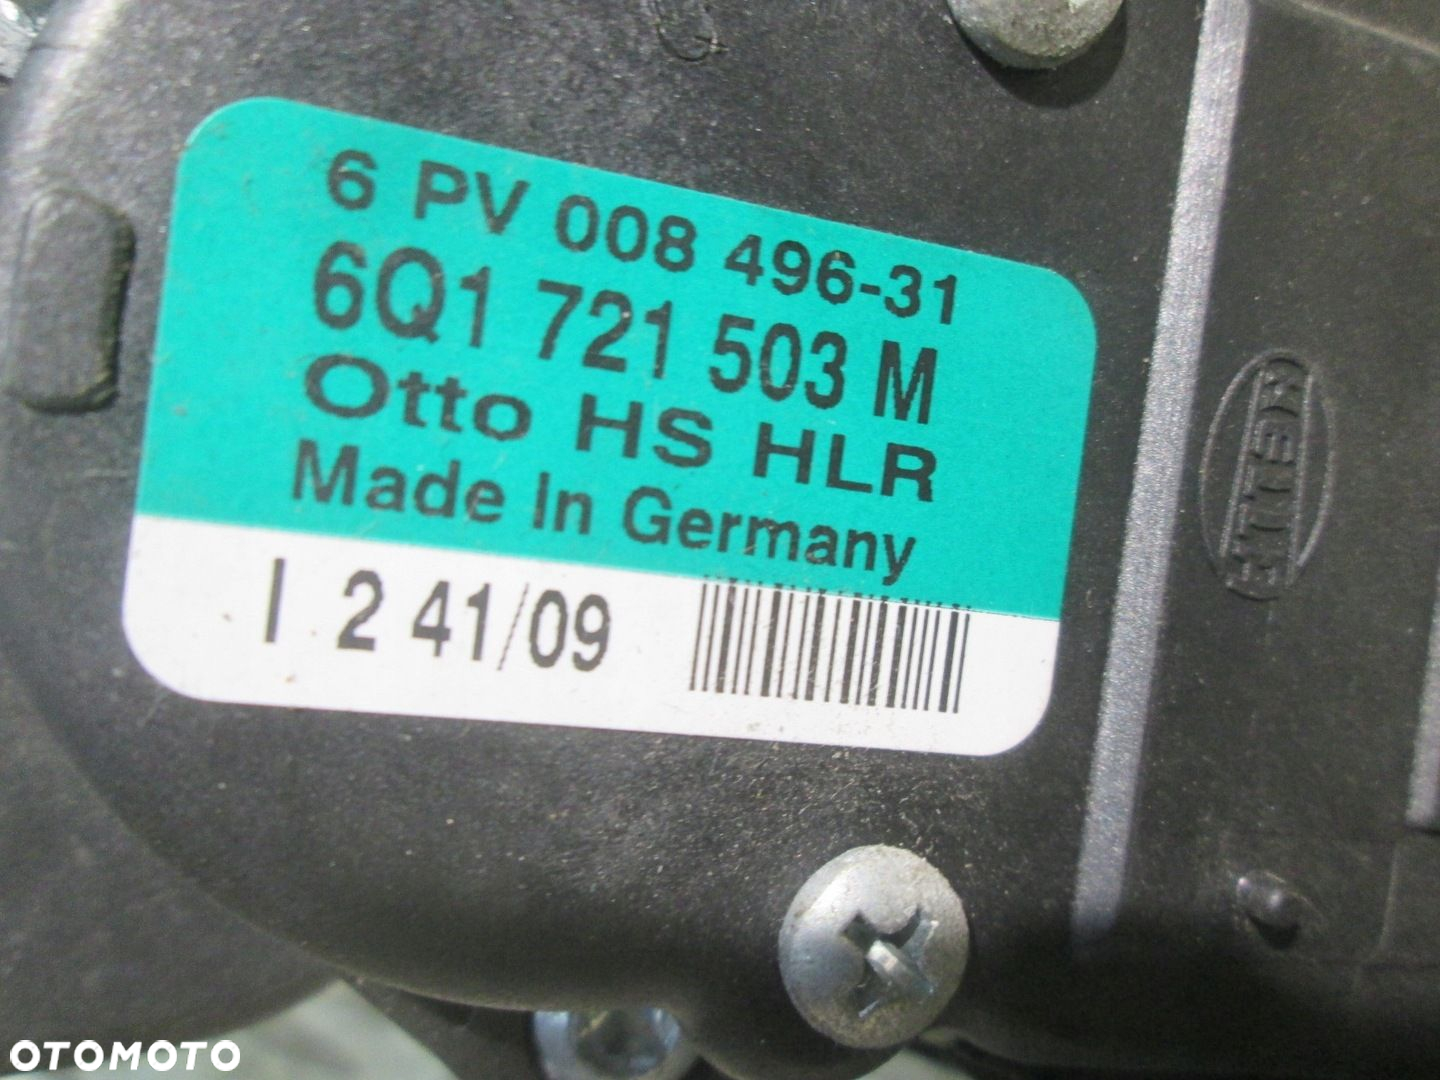 6 PV 008 496-31
6Q1 721 503 M
Otto HS HLR
Made In Germany
I 2 41/09
HELLA
OTOMOTO